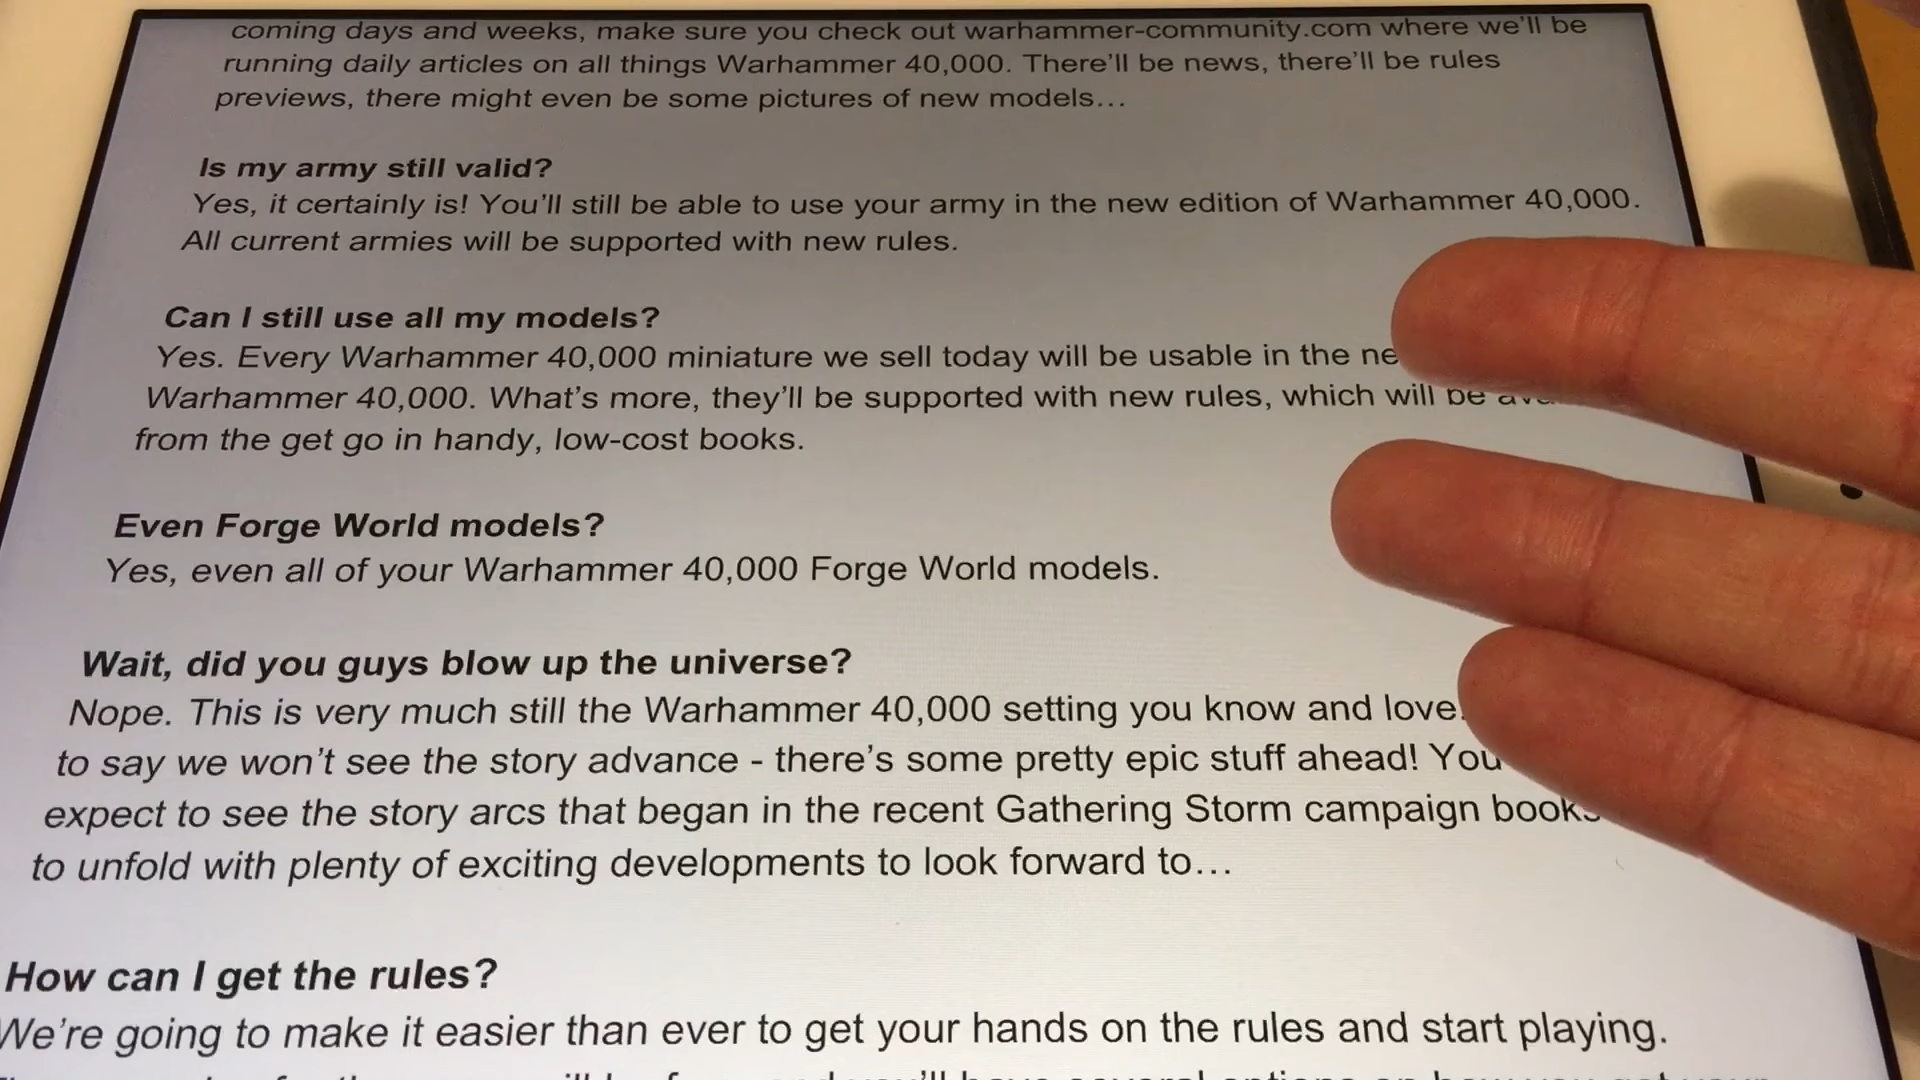 coming days and weeks, make sure you check out warhammer-community.com where we'll be
running daily articles on all things Warhammer 40,000. There'll be news, there'll be rules
previews, there might even be some pictures of new models...
Is my army still valid?
Yes, it certainly is! You'll still be able to use your army in the new edition of Warhammer 40,000.
All current armies will be supported with new rules.
Can I still use all my models?
Yes. Every Warhammer 40,000 miniature we sell today will be usable in the
Warhammer 40,000. What's more, they'll be supported with new rules, which will be
from the get go in handy, low-cost books.
Even Forge World models?
Yes, even all of your Warhammer 40,000 Forge World models.
Wait, did you guys blow up the universe?
Nope. This is very much still the Warhammer 40,000 setting you know and love.
to say we won't see the story advance - there's some pretty epic stuff ahead! You
expect to see the story arcs that began in the recent Gathering Storm campaign books
to unfold with plenty of exciting developments to look forward to...
How can I get the rules?
We're going to make it easier than ever to get your hands on the rules and start playing.